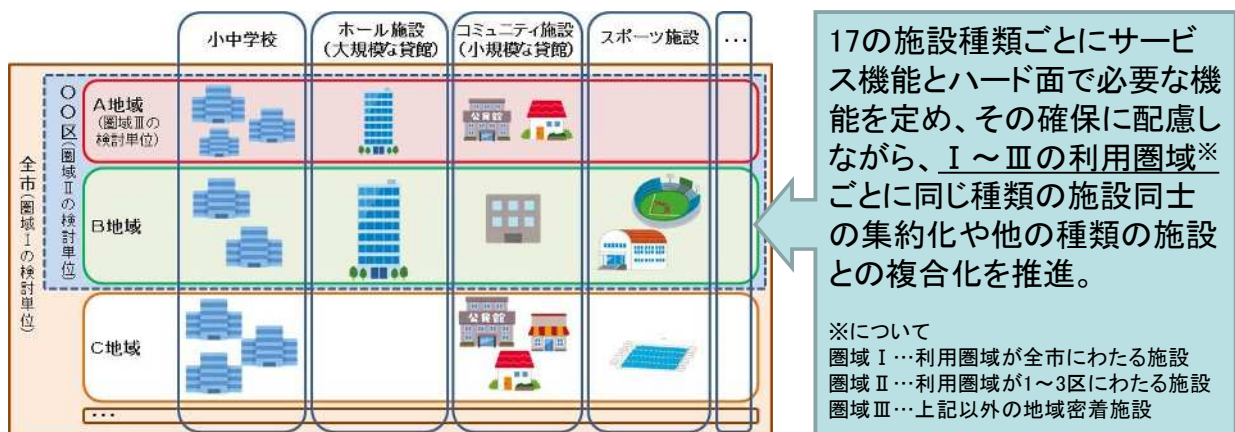 小中学校
ホール施設
(大規模な貸館)
コミュニティ施設
(小規模な貸館)
スポーツ施設
…
全市(圏域Ⅰの検討単位)
〇〇区(圏域Ⅱの検討単位)
A地域
(圏域Ⅲの
検討単位)
公民館
B地域
C地域
公民館
…
17の施設種類ごとにサービ
ス機能とハード面で必要な機
能を定め、その確保に配慮し
ながら、Ⅰ～Ⅲの利用圏域※
ごとに同じ種類の施設同士
の集約化や他の種類の施設
との複合化を推進。
※について
圏域Ⅰ…利用圏域が全市にわたる施設
圏域Ⅱ…利用圏域が1～3区にわたる施設
圏域Ⅲ…上記以外の地域密着施設